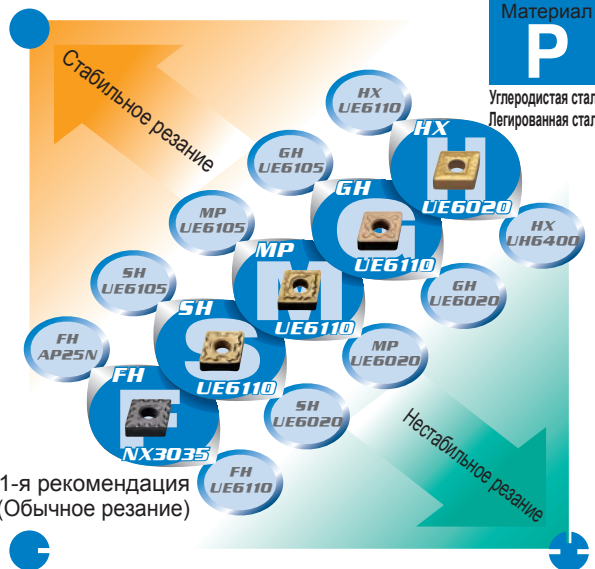 Материал
P
Углеродистая стал
Легированная стал
Стабильное резание
HX
UE6110
HX
H
UE6020
GH
UE6105
GH
G
UE6110
HX
UH6400
MP
UE6105
MP
M
UE6110
GH
UE6020
SH
UE6105
SH
S
UE6110
MP
UE6020
FH
AP25N
FH
F
NX3035
SH
UE6020
Нестабильное резание
FH
UE6110
1-я рекомендация
(Обычное резание)